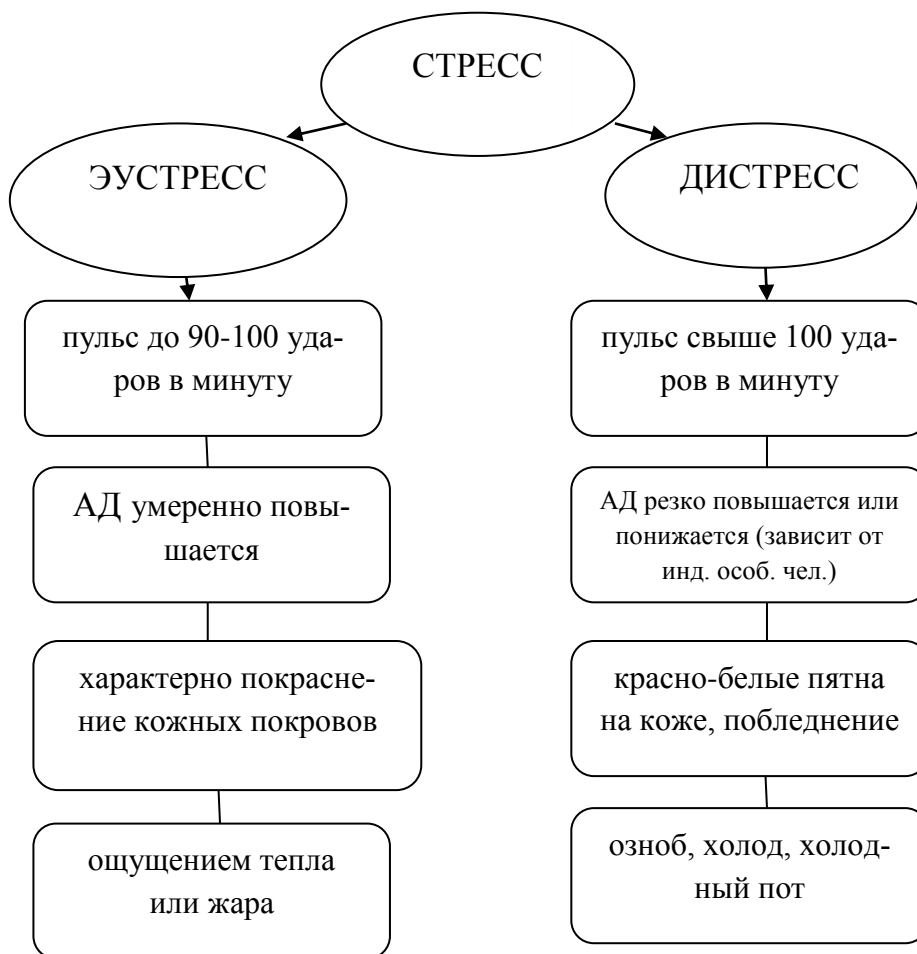 СТРЕСС
ЭУСТРЕСС
ДИСТРЕСС
пульс до 90-100 уда-
ров в минуту
пульс свыше 100 уда-
ров в минуту
АД умеренно повы-
шается
АД резко повышается или
понижается (зависит от
инд. особ. чел.)
характерно покрасне-
ние кожных покровов
красно-белые пятна
на коже, побледнение
ощущением тепла
или жара
озноб, холод, холод-
ный пот